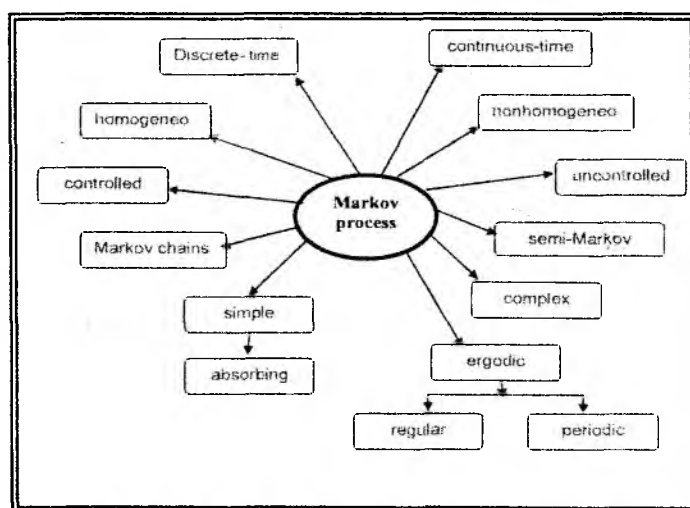 Discrete-time
continuous-time
homogeneo
nonhomogeneo
controlled
uncontrolled
Markov
process
Markov chains
semi-Markov
simple
complex
absorbing
ergodic
regular
periodic